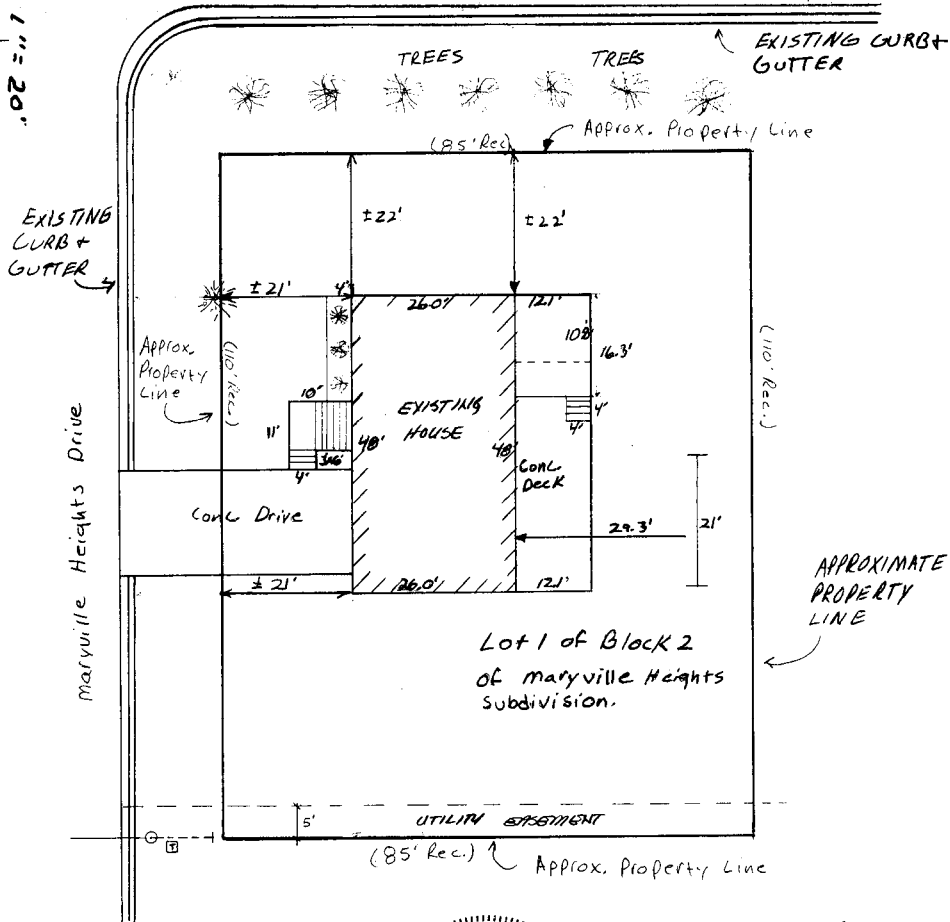 1"= 20'
EXISTING CURB +
GUTTER
TREES
TREES
Approx. Property Line
(85' Rec)
± 22'
± 22'
EXISTING
CURB +
GUTTER
± 21'
4'
26.0'
12.1'
16.3'
Approx.
Property
Line
(110' Rec.)
(110' Rec.)
10'
11'
4'
EXISTING
HOUSE
48'
48'
4'
4'
Conc.
Deck
Conc Drive
29.3'
21'
Maryville Heights Drive
± 21'
26.0'
12.1'
APPROXIMATE
PROPERTY
LINE
Lot 1 of Block 2
of maryville Heights
Subdivision.
5'
UTILITY EASEMENT
T
(85' Rec.)
Approx. Property Line